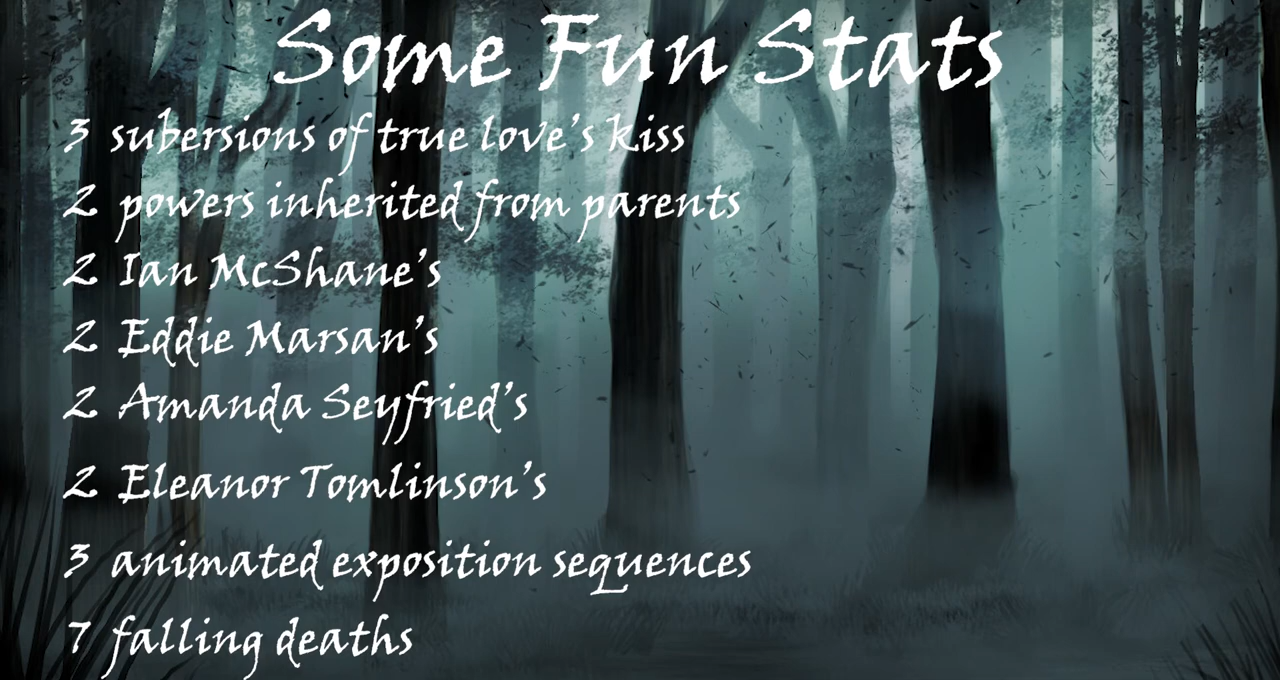 Some Fun Stats
3 subersions of true love's kiss
2 powers inherited from parents
2 Ian McShane's
2 Eddie Marsan's
2 Amanda Seyfried's
2 Eleanor Tomlinson's
3 animated exposition sequences
7 falling deaths